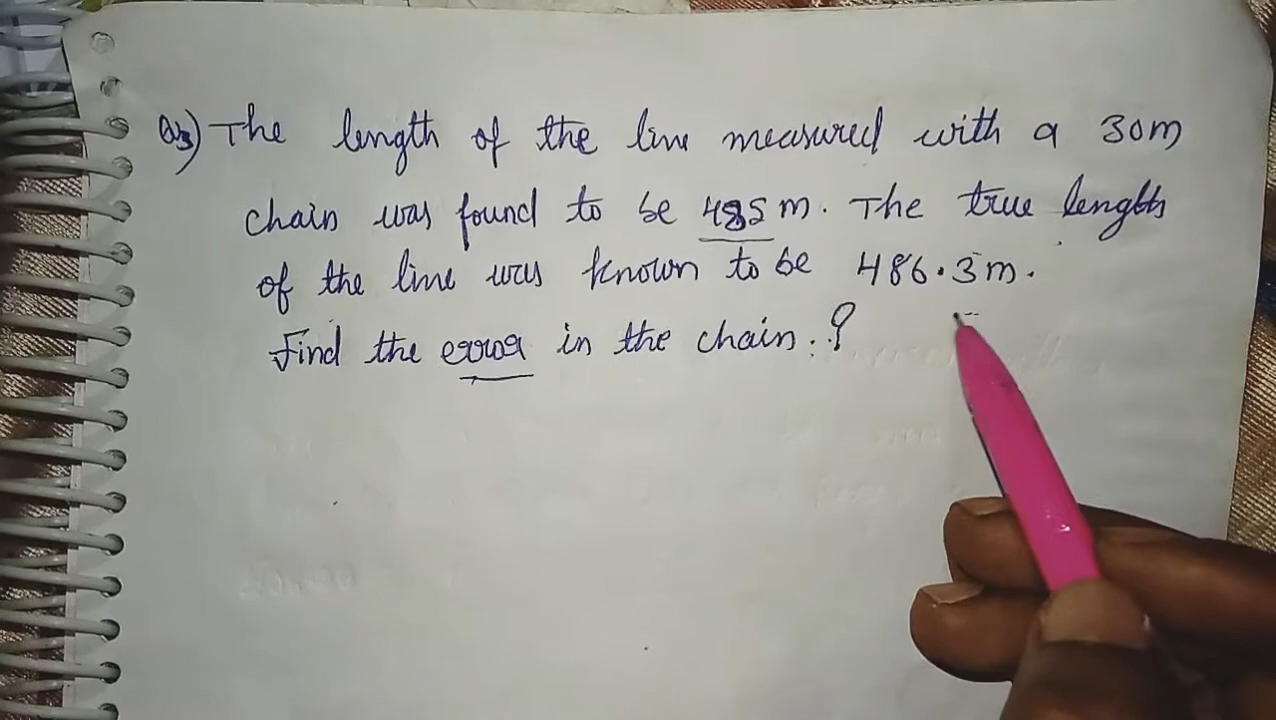 Q3) The length of the line measured with a 30m
chain was found to be 485m. The true length
of the line was known to be 486.3m.
Find the error in the chain.?